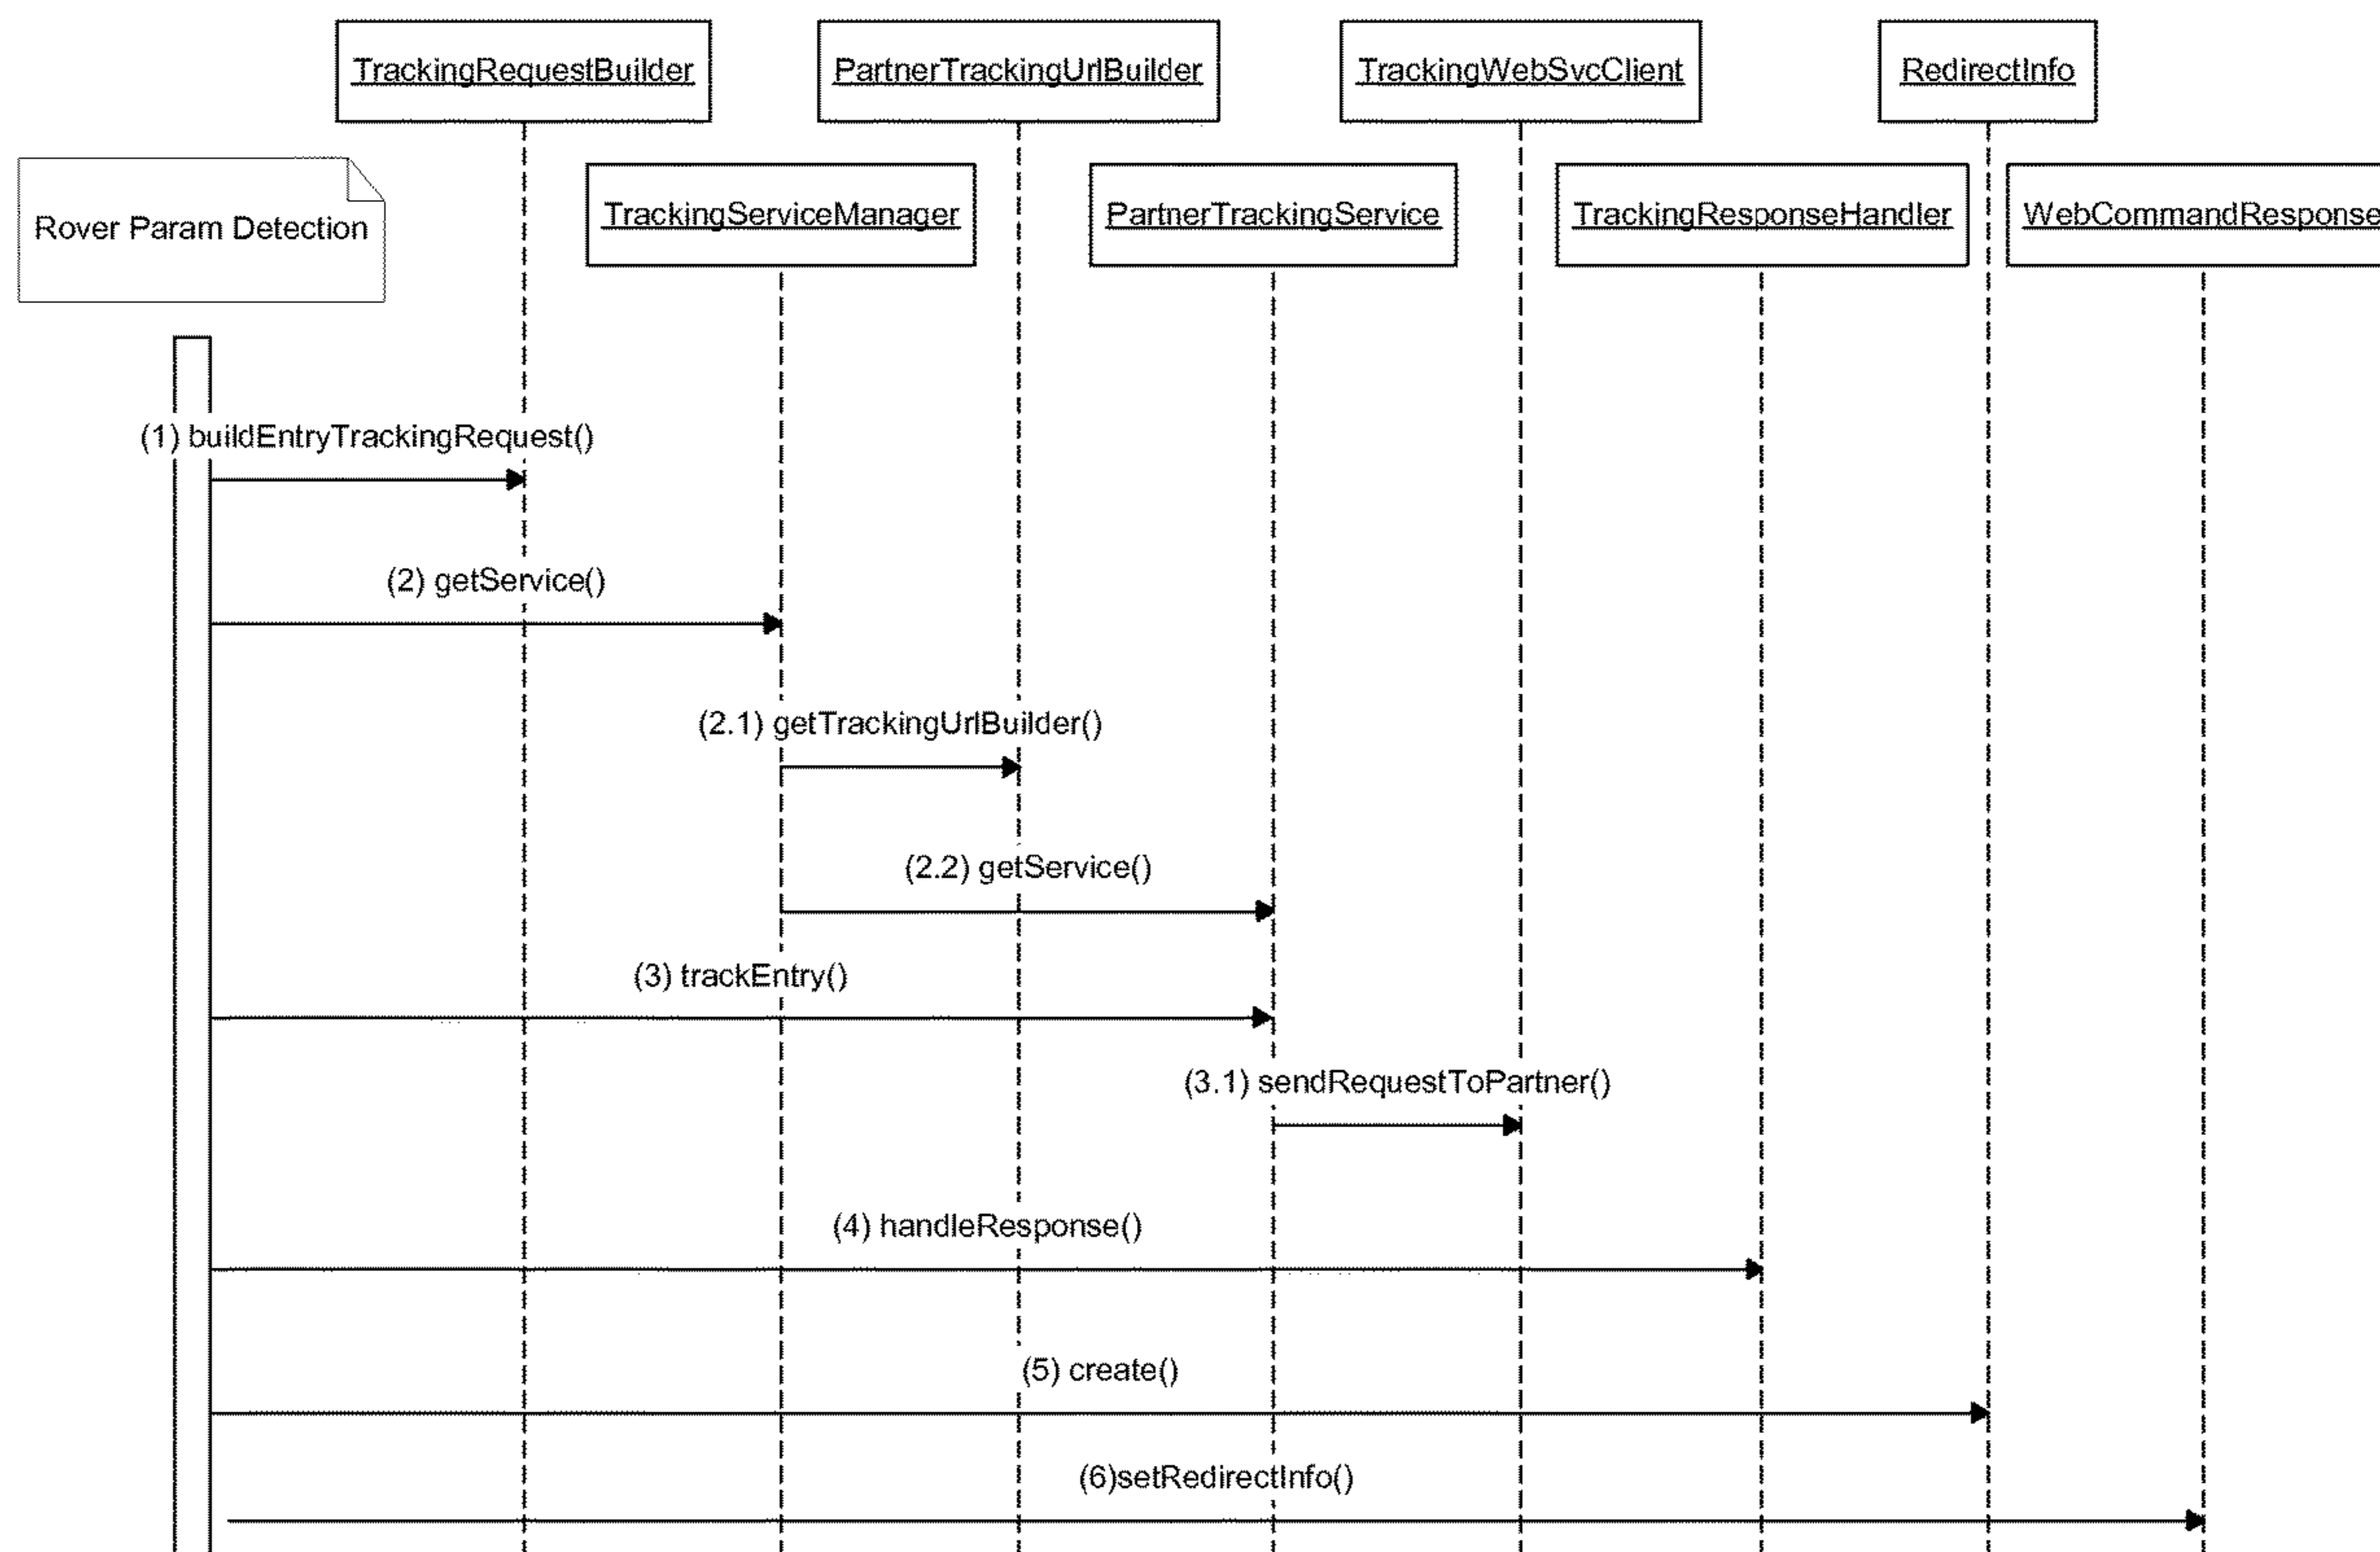 TrackingRequestBuilder
PartnerTrackingUrlBuilder
TrackingWebSvcClient
RedirectInfo
Rover Param Detection
TrackingServiceManager
PartnerTrackingService
TrackingResponseHandler
WebCommandResponse
(1) buildEntryTrackingRequest()
(2) getService()
(2.1) getTrackingUrlBuilder()
(2.2) getService()
(3) trackEntry()
(3.1) sendRequestToPartner()
(4) handleResponse()
(5) create()
(6)setRedirectInfo()